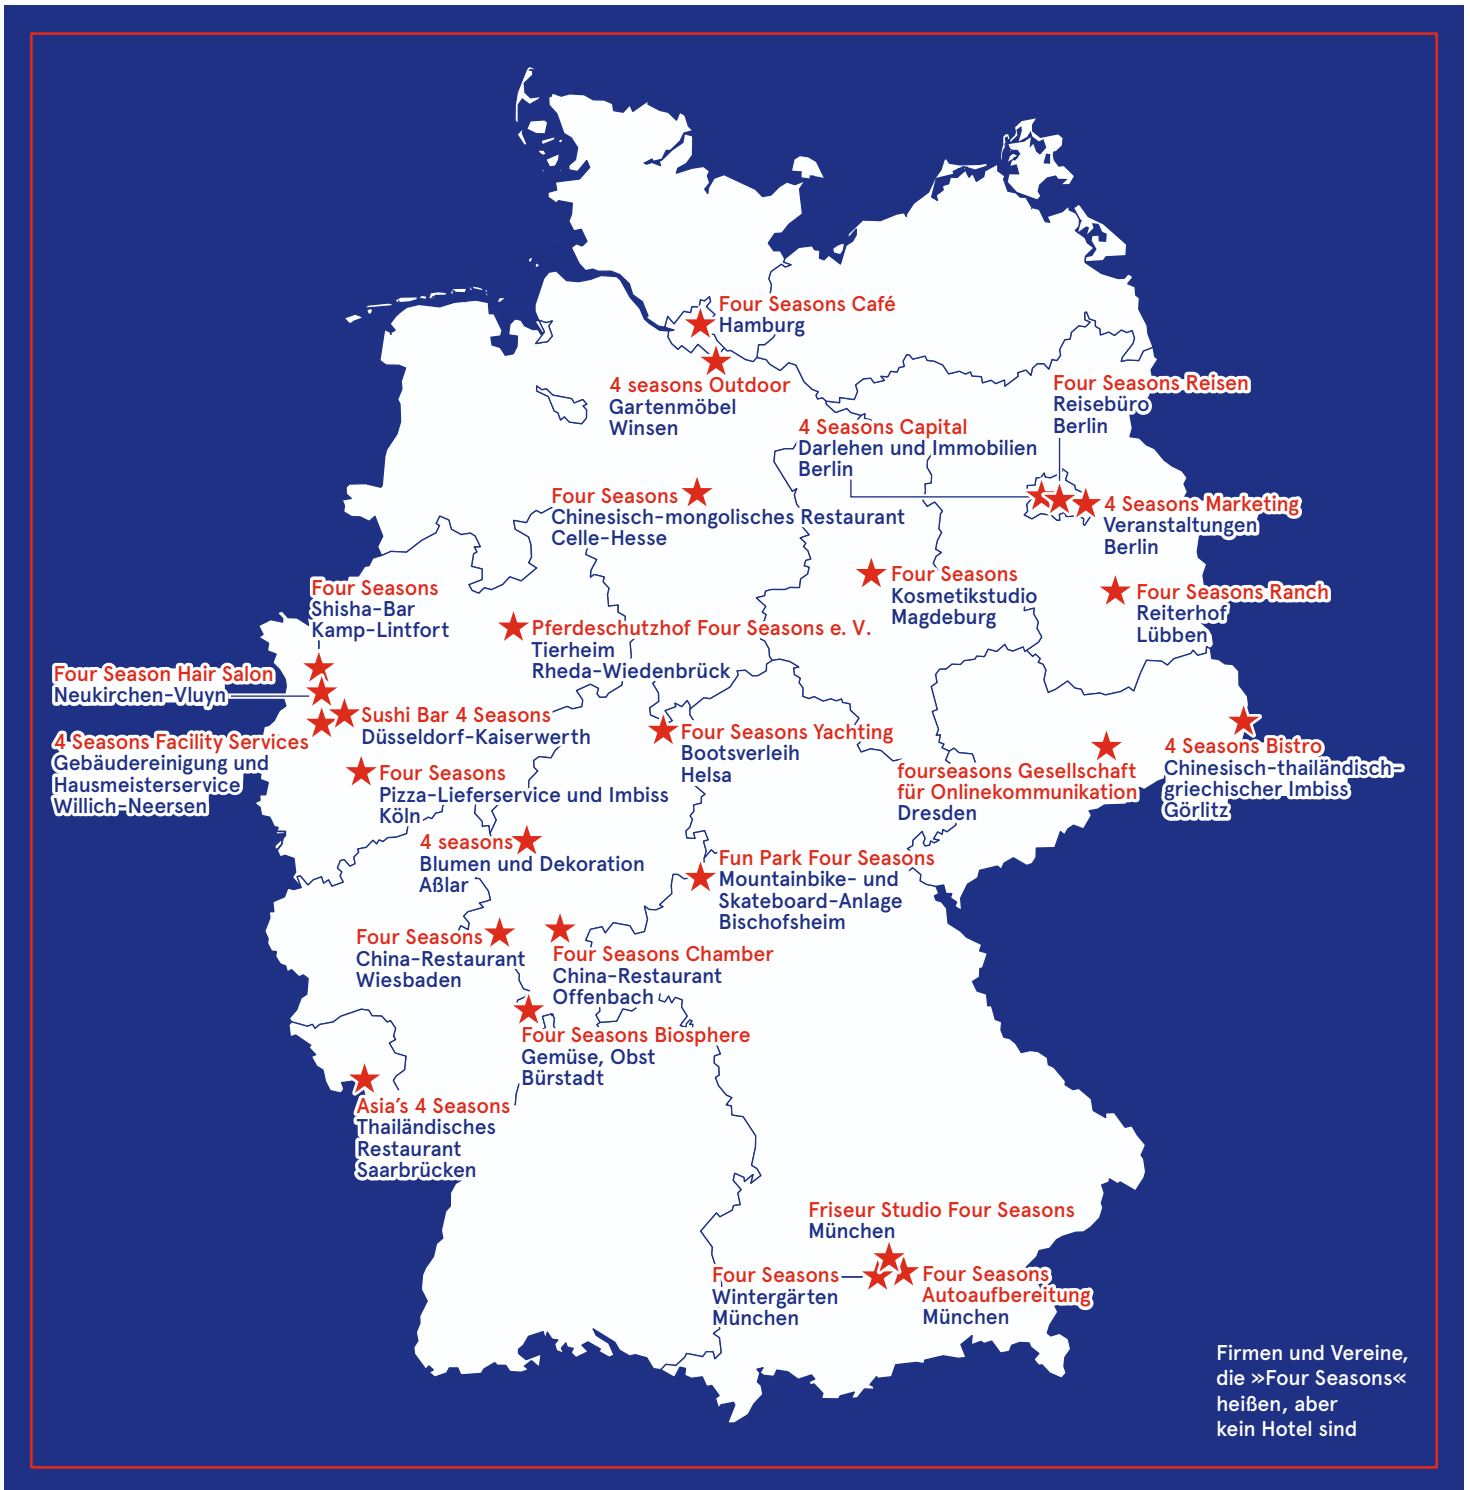 Four Seasons Café
Hamburg
4 seasons Outdoor
Gartenmöbel
Winsen
Four Seasons Reisen
Reisebüro
Berlin
4 Seasons Capital
Darlehen und Immobilien
Berlin
Four Seasons
Chinesisch-mongolisches Restaurant
Celle-Hesse
4 Seasons Marketing
Veranstaltungen
Berlin
Four Seasons
Kosmetikstudio
Magdeburg
Four Seasons Ranch
Reiterhof
Lübben
Four Seasons
Shisha-Bar
Kamp-Lintfort
Pferdeschutzhof Four Seasons e. V.
Tierheim
Rheda-Wiedenbrück
Four Season Hair Salon
Neukirchen-Vluyn
Sushi Bar 4 Seasons
Düsseldorf-Kaiserwerth
4 Seasons Facility Services
Gebäudereinigung und
Hausmeisterservice
Willich-Neersen
Four Seasons Yachting
Bootsverleih
Helsa
4 Seasons Bistro
Chinesisch-thailändisch-
griechischer Imbiss
Görlitz
fourseasons Gesellschaft
für Onlinekommunikation
Dresden
Four Seasons
Pizza-Lieferservice und Imbiss
Köln
4 seasons
Blumen und Dekoration
Aßlar
Fun Park Four Seasons
Mountainbike- und
Skateboard-Anlage
Bischofsheim
Four Seasons
China-Restaurant
Wiesbaden
Four Seasons Chamber
China-Restaurant
Offenbach
Four Seasons Biosphere
Gemüse, Obst
Bürstadt
Asia's 4 Seasons
Thailändisches
Restaurant
Saarbrücken
Friseur Studio Four Seasons
München
Four Seasons
Wintergärten
München
Four Seasons
Autoaufbereitung
München
Firmen und Vereine,
die »Four Seasons«
heißen, aber
kein Hotel sind